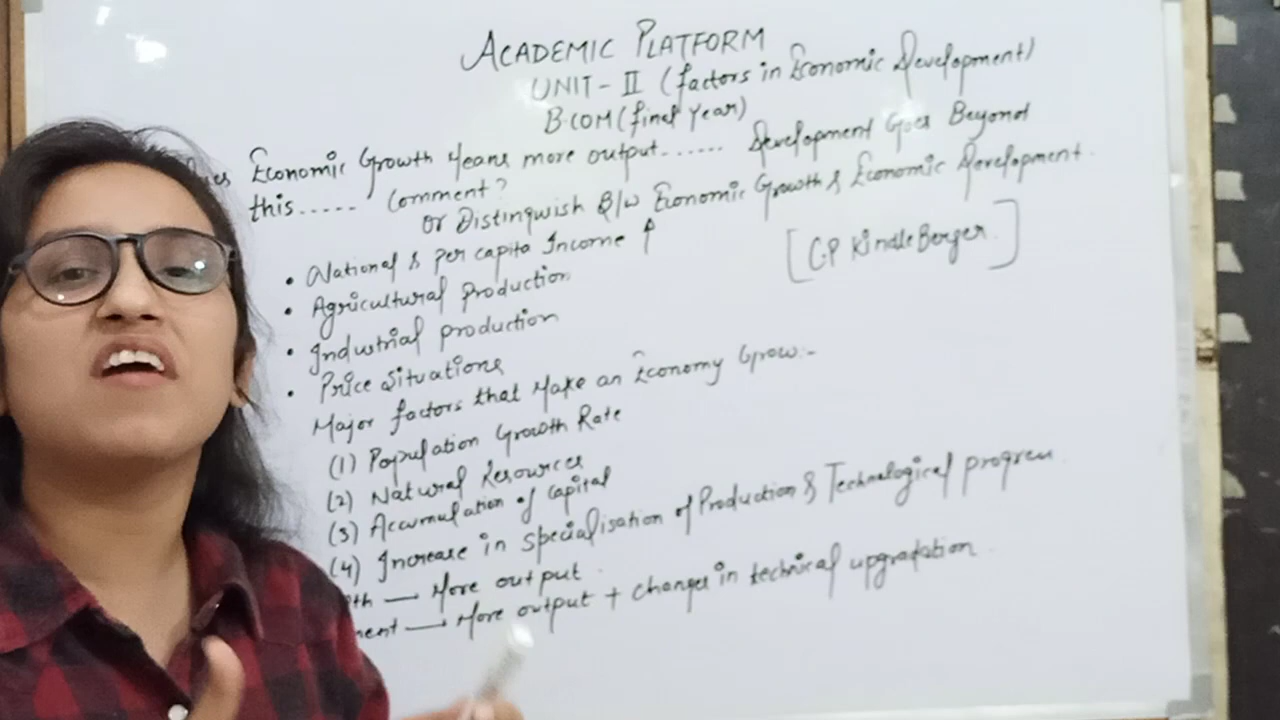 ACADEMIC PLATFORM
UNIT - II (factors in Economic Development)
B.COM (final Year)
Economic Growth Means more output...... Development Goes Beyond
this..... Comment?
Or Distinguish B/w Economic Growth & Economic Development.
• National & per capita Income ↑
[C.P KindleBerger]
• Agricultural production
• Industrial production
• Price situations
Major factors that Make an Economy Grow:-
(1) Population Growth Rate
(2) Natural Resources
(3) Accumulation of Capital
(4) Increase in specialisation of Production & Technological progress
th — More output
ment — More output + changes in technical upgradation